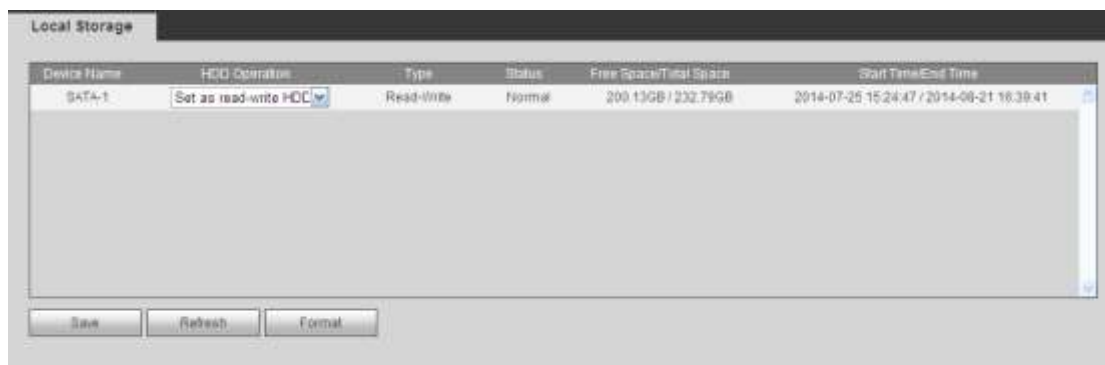 Local Storage
Device Name HDD Operation Type Status Free Space/Total Space Start Time/End Time
SATA-1 Set as read-write HDD Read-Write Normal 200.13GB / 232.79GB 2014-07-25 15:24:47 / 2014-08-21 16:39:41
Save Refresh Format